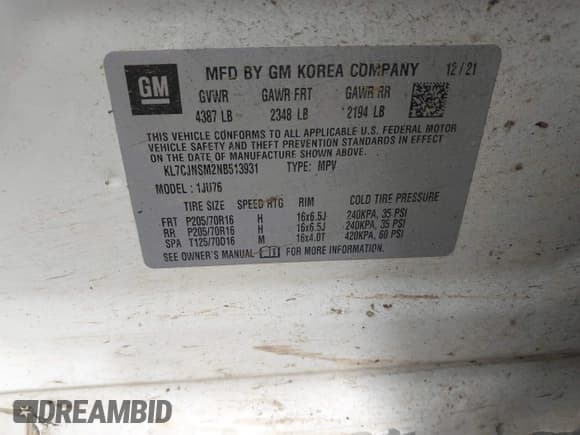 GM
MFD BY GM KOREA COMPANY 12/21
GVWR GAWR FRT GAWR RR
4387 LB 2348 LB 2194 LB
THIS VEHICLE CONFORMS TO ALL APPLICABLE U.S. FEDERAL MOTOR
VEHICLE SAFETY AND THEFT PREVENTION STANDARDS IN EFFECT
ON THE DATE OF MANUFACTURE SHOWN ABOVE.
KL7CJNSM2NB513931 TYPE: MPV
MODEL: 1JU76
TIRE SIZE SPEED RTG RIM COLD TIRE PRESSURE
FRT P205/70R16 H 16x6.5J 240KPA, 35 PSI
RR P205/70R16 H 16x6.5J 240KPA, 35 PSI
SPA T125/70D16 M 16x4.0T 420KPA, 60 PSI
SEE OWNER'S MANUAL FOR MORE INFORMATION.
DREAMBID